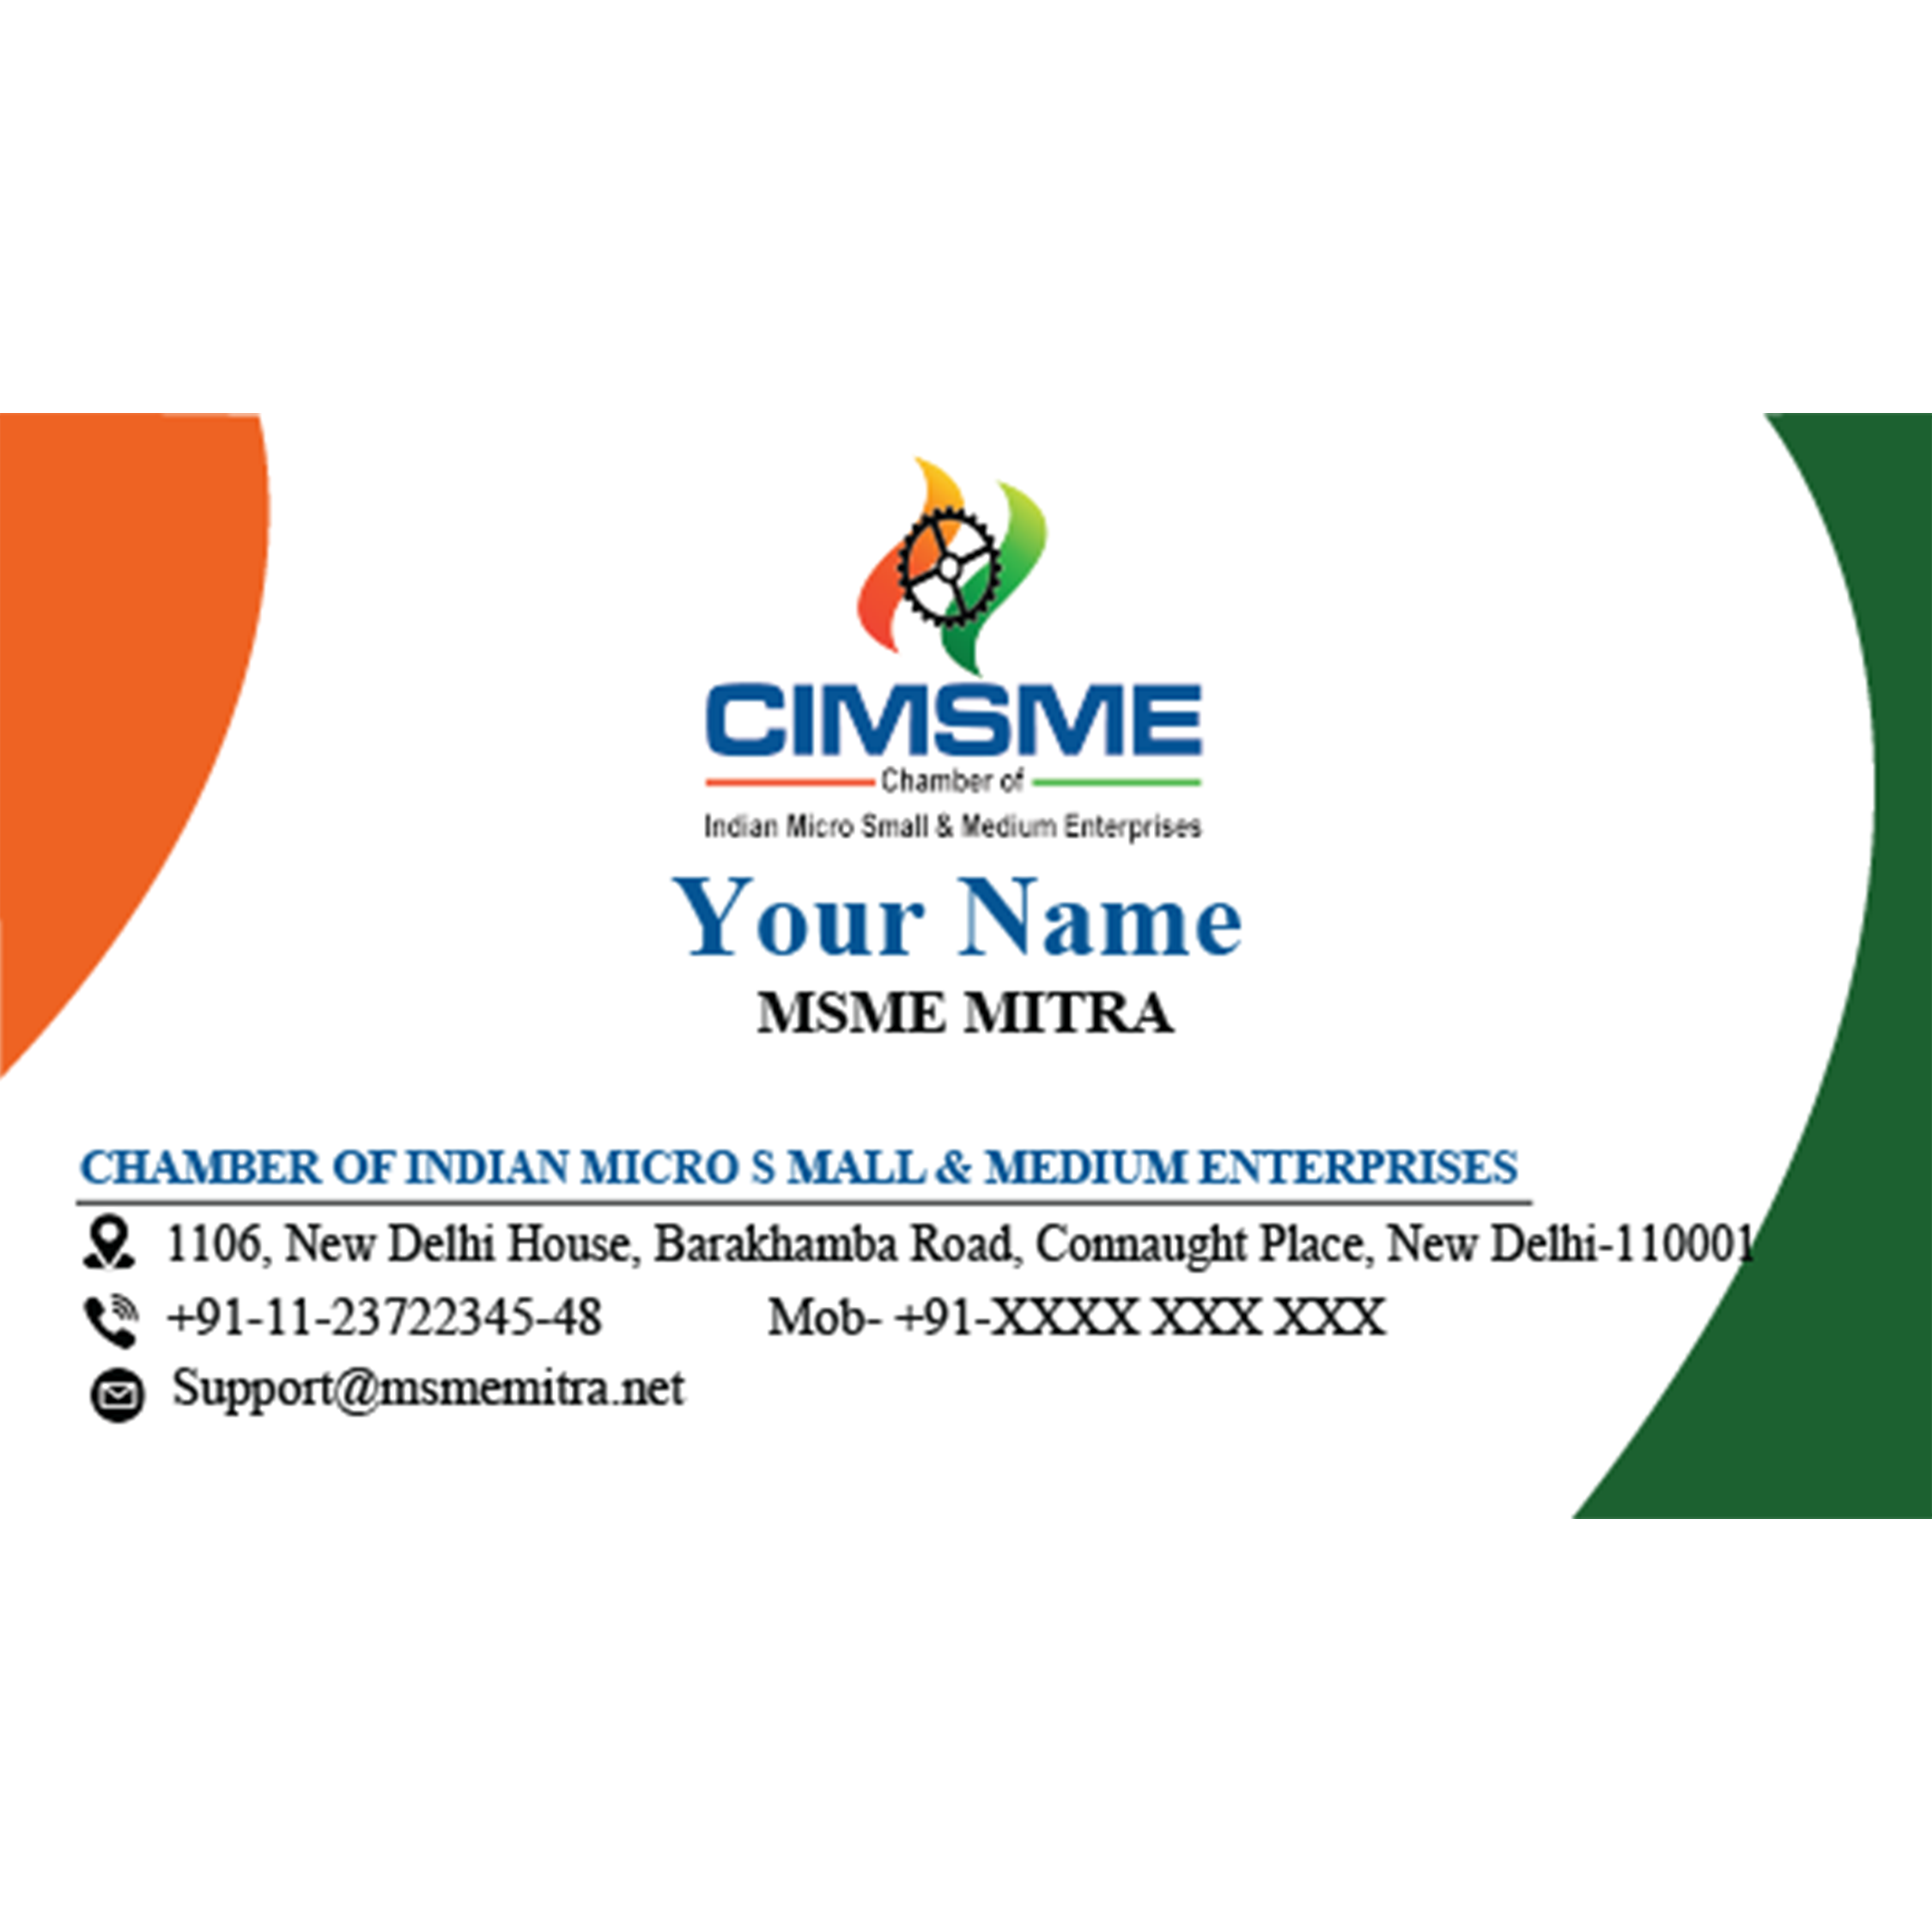 CIMSME
Chamber of
Indian Micro Small & Medium Enterprises
Your Name
MSME MITRA
CHAMBER OF INDIAN MICRO S MALL & MEDIUM ENTERPRISES
1106, New Delhi House, Barakhamba Road, Connaught Place, New Delhi-110001
+91-11-23722345-48 Mob- +91-XXXX XXX XXX
Support@msmemitra.net